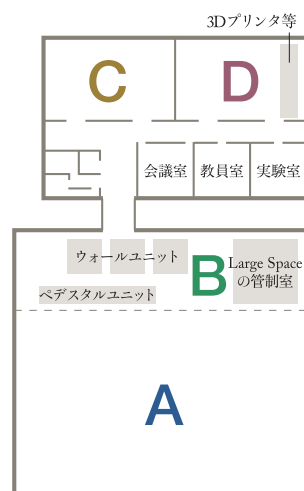 3Dプリンタ等
C
D
会議室
教員室
実験室
ウォールユニット
B
Large Space
の管制室
ペデスタルユニット
A